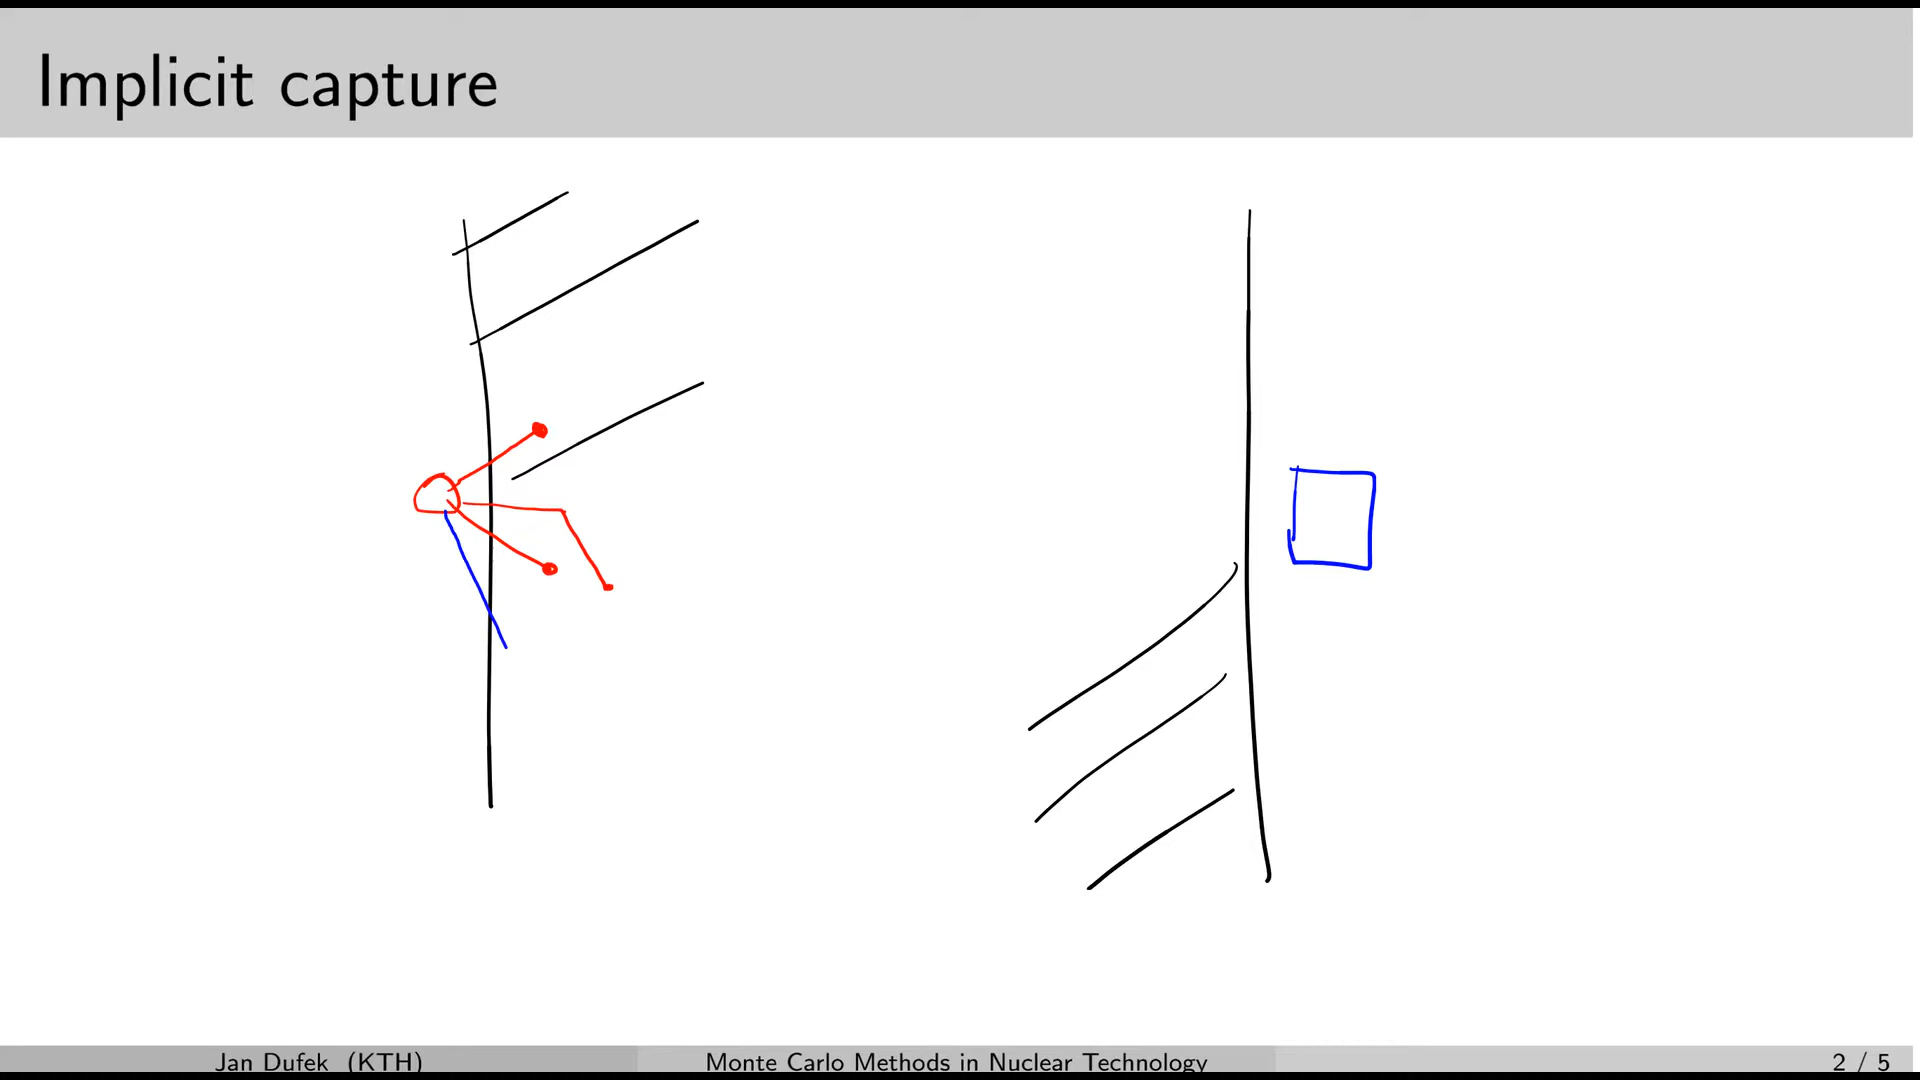 Implicit capture
Jan Dufek (KTH)
Monte Carlo Methods in Nuclear Technology
2 / 5